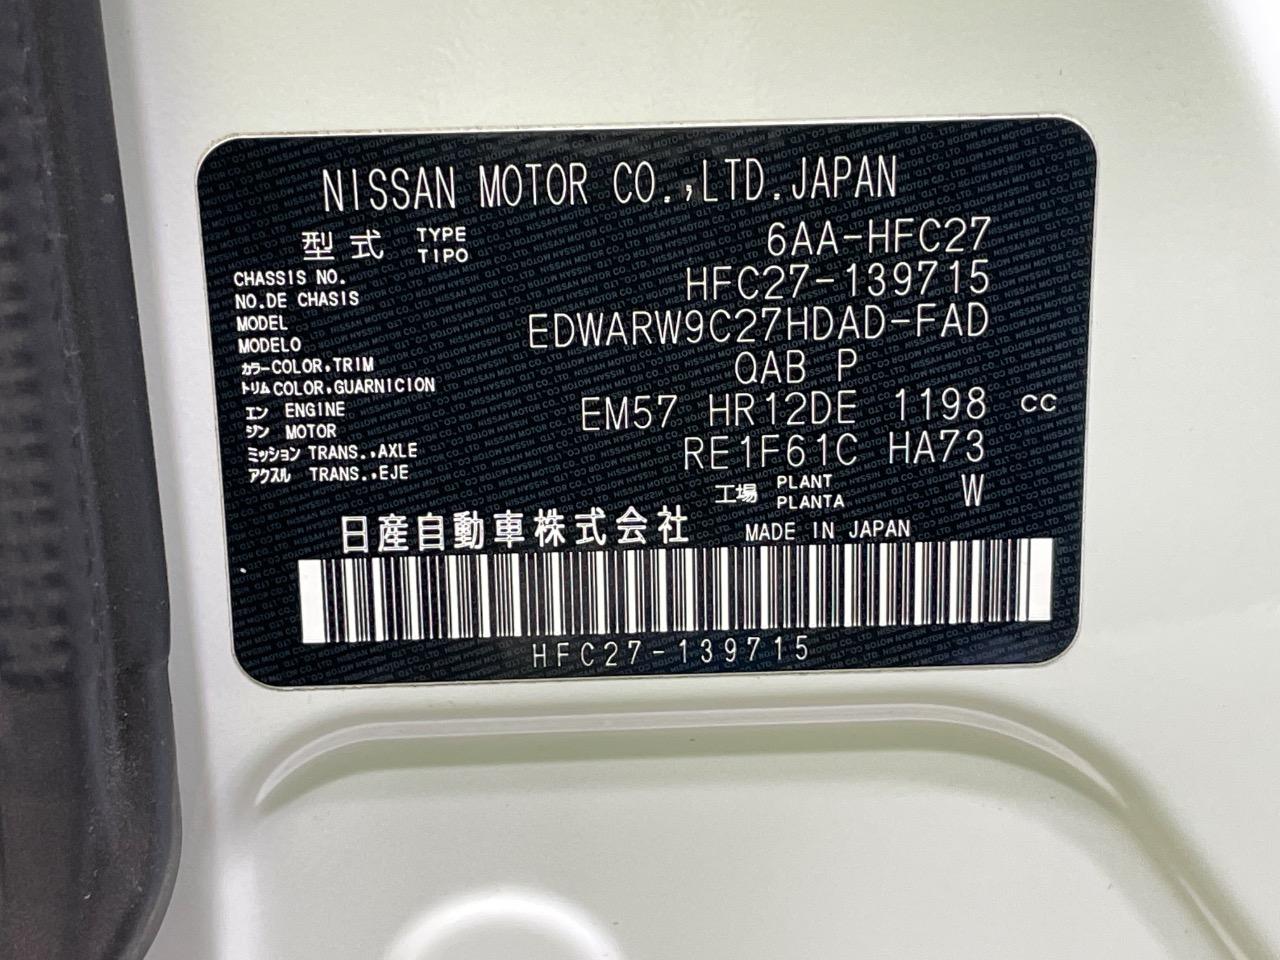 NISSAN MOTOR CO.,LTD.JAPAN
型式 TYPE TIPO 6AA-HFC27
CHASSIS NO. NO.DE CHASIS HFC27-139715
MODEL MODELO EDWARW9C27HDAD-FAD
カラー COLOR.TRIM トリム COLOR.GUARNICION QAB P
エンジン ENGINE MOTOR EM57 HR12DE 1198 cc
ミッション TRANS.,AXLE アクスル TRANS.,EJE RE1F61C HA73
工場 PLANT PLANTA W
日産自動車株式会社 MADE IN JAPAN
HFC27-139715